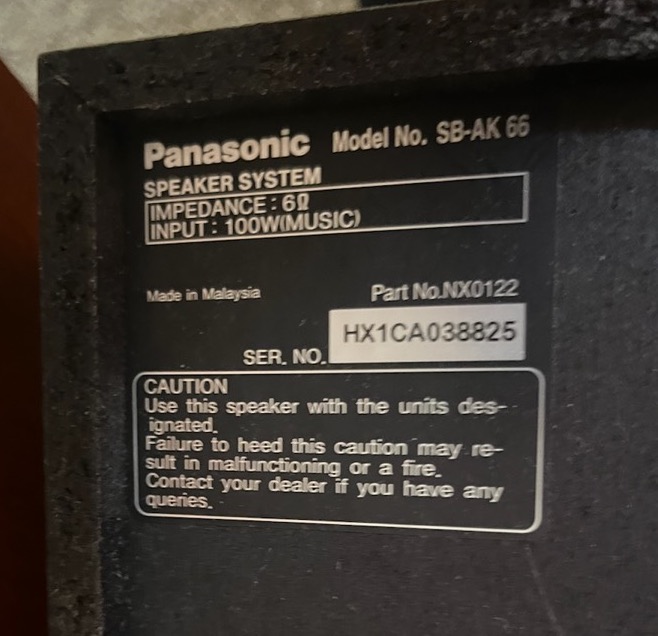 Panasonic Model No. SB-AK 66
SPEAKER SYSTEM
IMPEDANCE : 6Ω
INPUT : 100W(MUSIC)
Made in Malaysia Part No.NX0122
SER. NO. HX1CA038825
CAUTION
Use this speaker with the units des-
ignated.
Failure to heed this caution may re-
sult in malfunctioning or a fire.
Contact your dealer if you have any
queries.